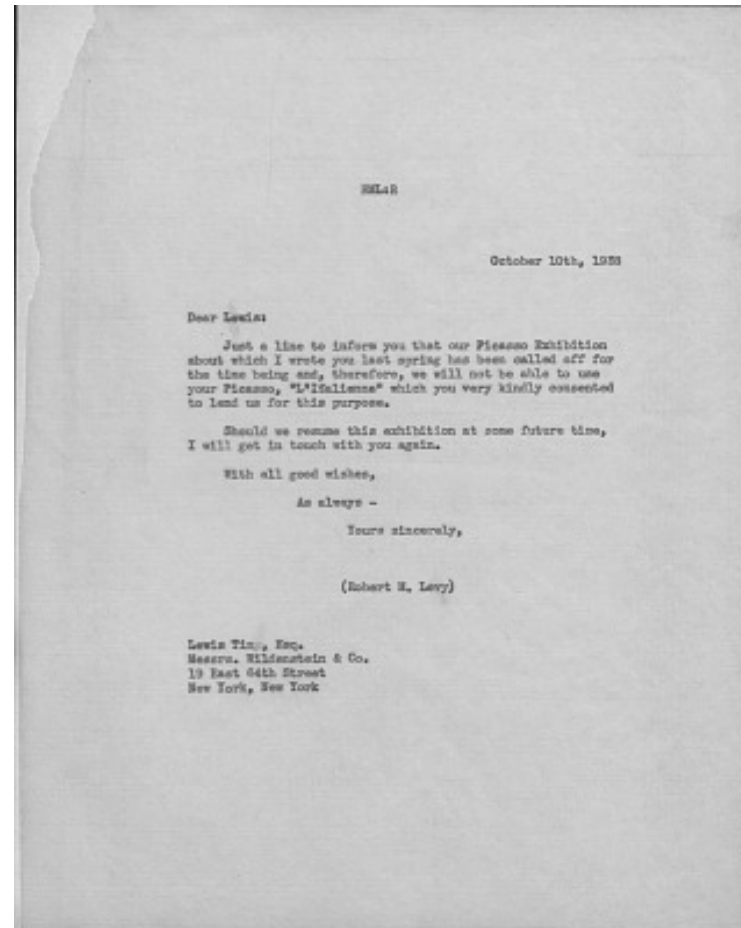 RML:R
October 10th, 1938
Dear Lewis:
Just a line to inform you that our Picasso Exhibition
about which I wrote you last spring has been called off for
the time being and, therefore, we will not be able to use
your Picasso, "L'Italienne" which you very kindly consented
to lend us for this purpose.
Should we resume this exhibition at some future time,
I will get in touch with you again.
With all good wishes,
As always -
Yours sincerely,
(Robert M. Levy)
Lewis Esq.
Messrs. Wildenstein & Co.
19 East 64th Street
New York, New York